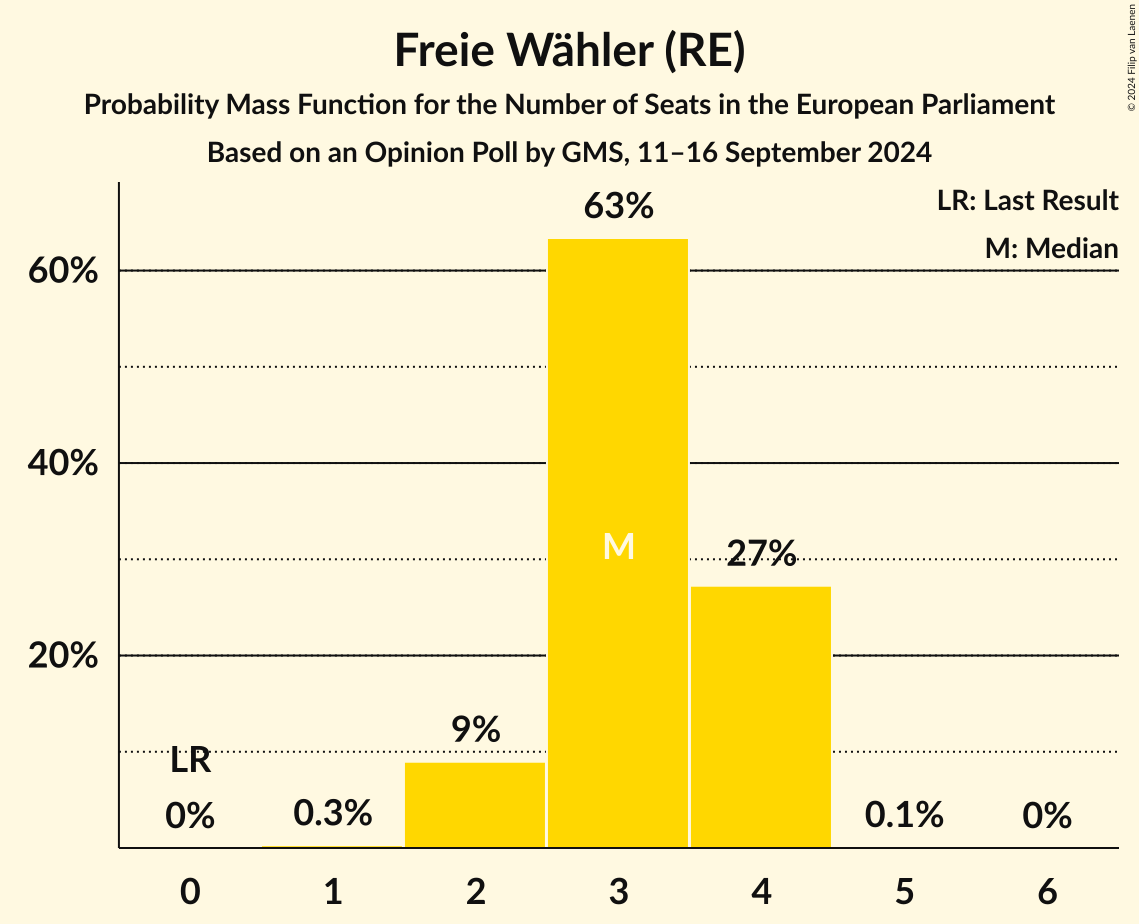 Freie Wähler (RE)
Probability Mass Function for the Number of Seats in the European Parliament
Based on an Opinion Poll by GMS, 11–16 September 2024
© 2024 Filip van Laenen
LR: Last Result
M: Median
63%
60%
40%
M
27%
20%
9%
LR
0%
0.3%
0.1%
0%
0 1 2 3 4 5 6